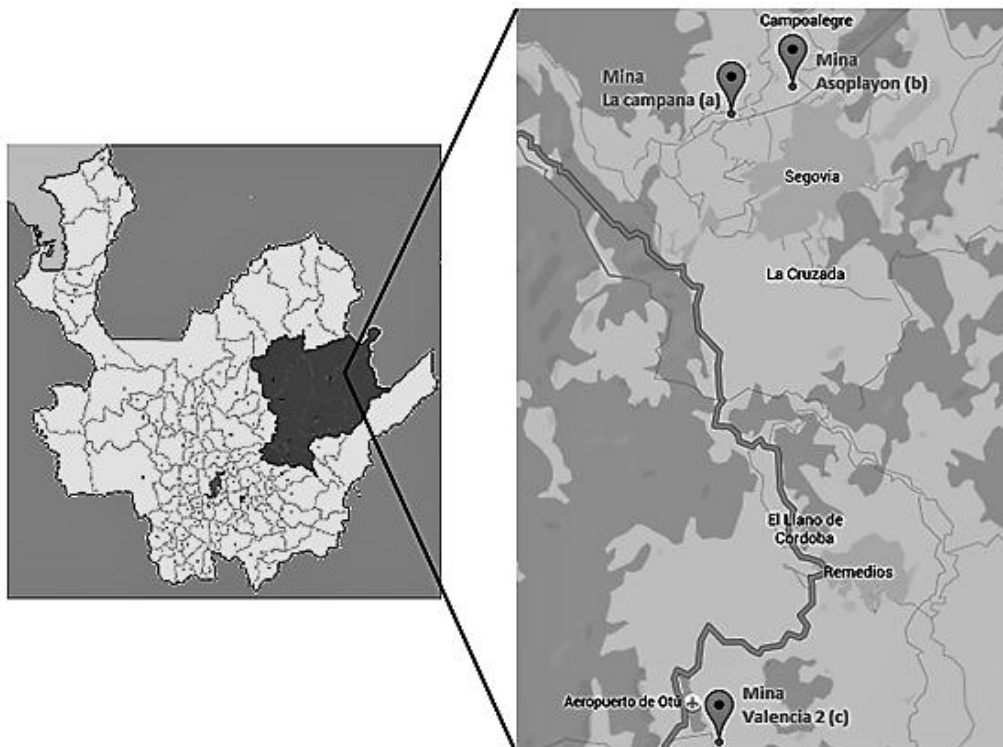 Campoalegre
Mina
Asoplayon (b)
Mina
La campana (a)
Segovia
La Cruzada
El Llano de
Cordoba
Remedios
Aeropuerto de Otú
Mina
Valencia 2 (c)